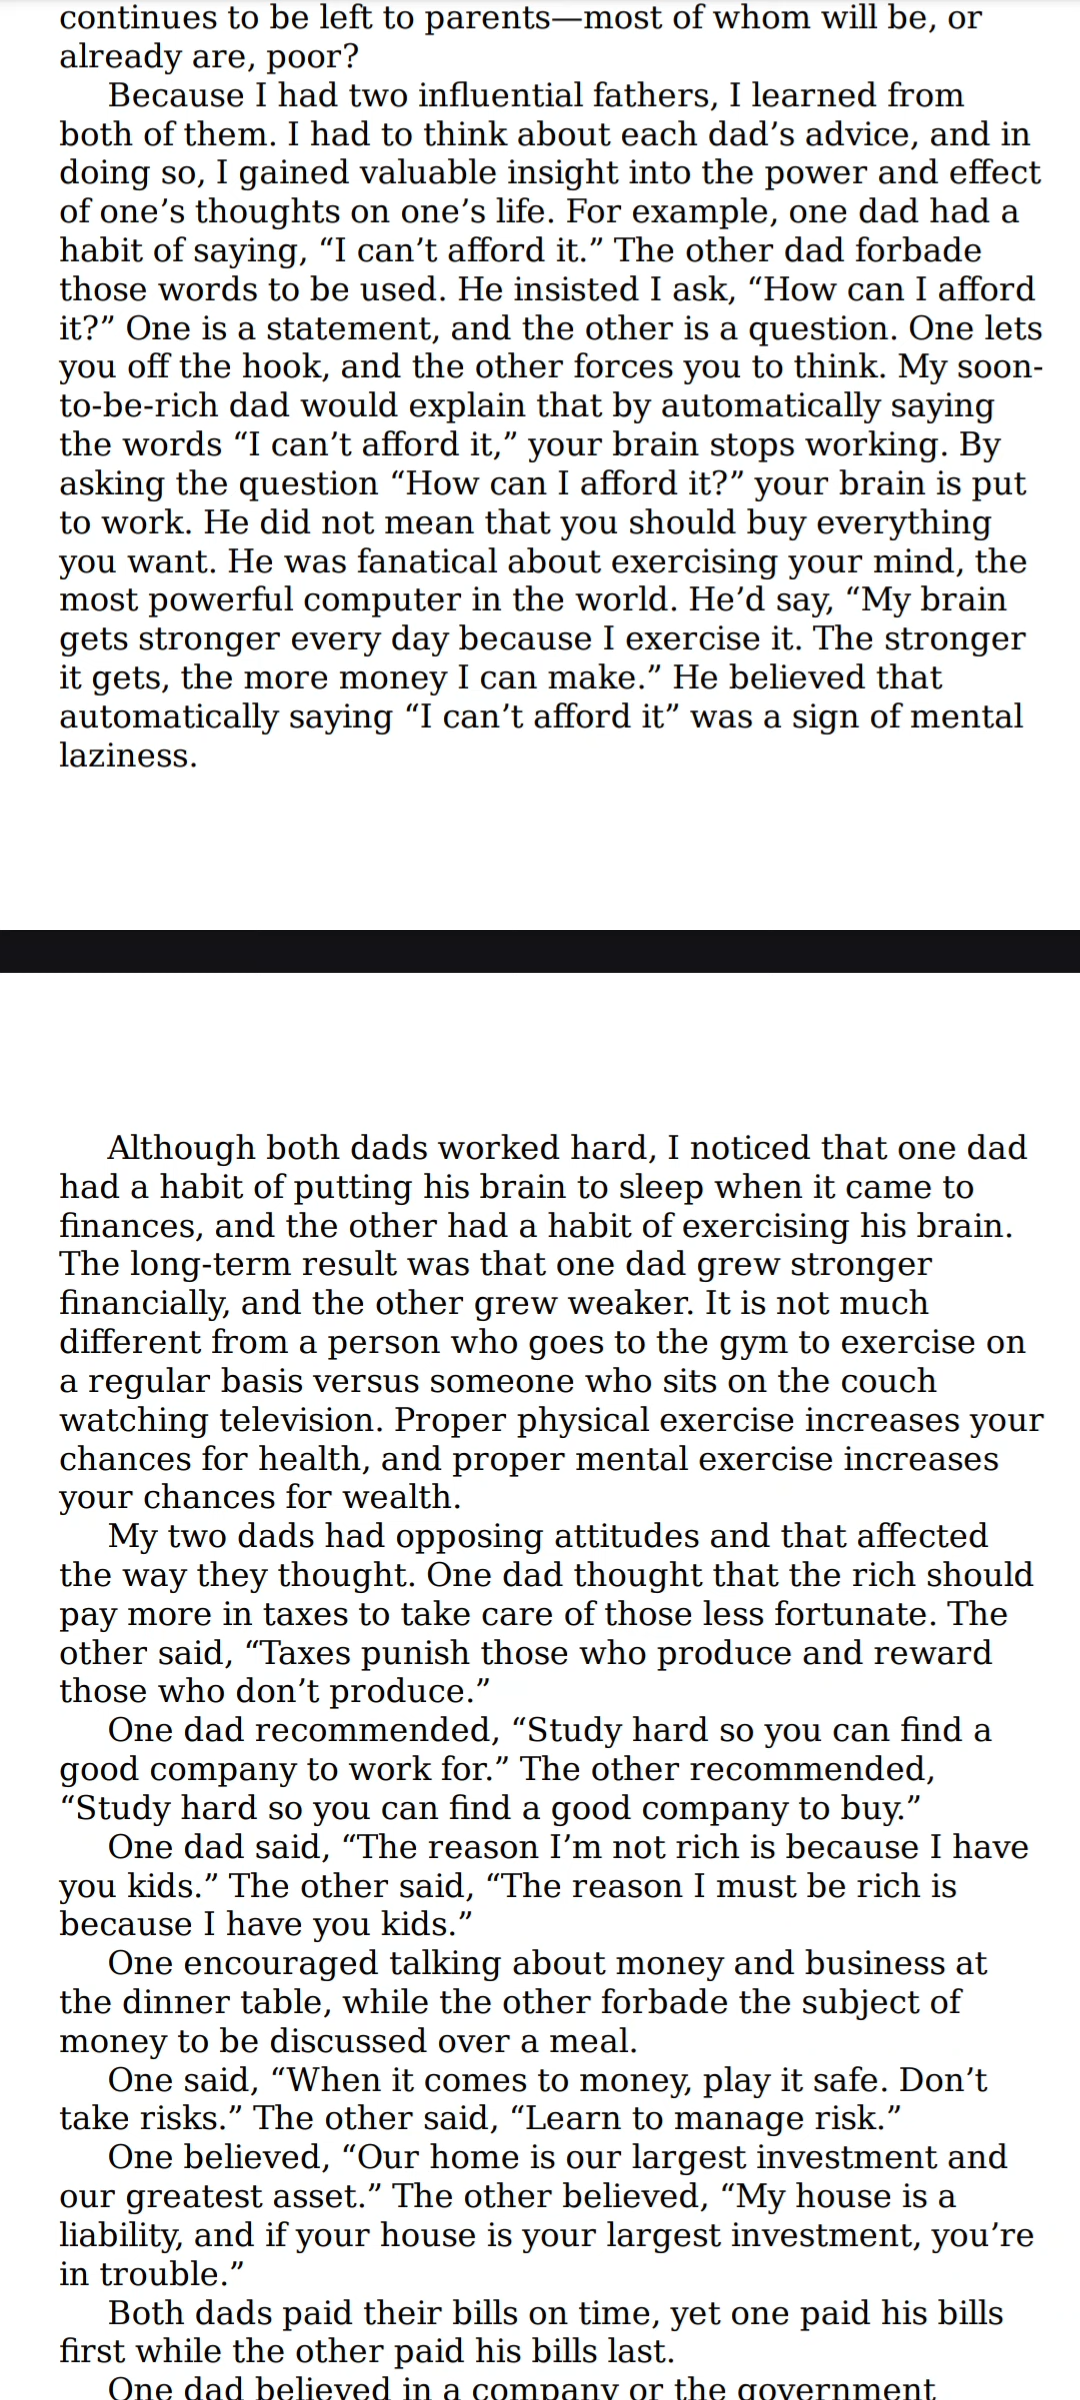 continues to be left to parents—most of whom will be, or
already are, poor?
Because I had two influential fathers, I learned from
both of them. I had to think about each dad’s advice, and in
doing so, I gained valuable insight into the power and effect
of one’s thoughts on one’s life. For example, one dad had a
habit of saying, “I can’t afford it.” The other dad forbade
those words to be used. He insisted I ask, “How can I afford
it?” One is a statement, and the other is a question. One lets
you off the hook, and the other forces you to think. My soon-
to-be-rich dad would explain that by automatically saying
the words “I can’t afford it,” your brain stops working. By
asking the question “How can I afford it?” your brain is put
to work. He did not mean that you should buy everything
you want. He was fanatical about exercising your mind, the
most powerful computer in the world. He’d say, “My brain
gets stronger every day because I exercise it. The stronger
it gets, the more money I can make.” He believed that
automatically saying “I can’t afford it” was a sign of mental
laziness.
Although both dads worked hard, I noticed that one dad
had a habit of putting his brain to sleep when it came to
finances, and the other had a habit of exercising his brain.
The long-term result was that one dad grew stronger
financially, and the other grew weaker. It is not much
different from a person who goes to the gym to exercise on
a regular basis versus someone who sits on the couch
watching television. Proper physical exercise increases your
chances for health, and proper mental exercise increases
your chances for wealth.
My two dads had opposing attitudes and that affected
the way they thought. One dad thought that the rich should
pay more in taxes to take care of those less fortunate. The
other said, “Taxes punish those who produce and reward
those who don’t produce.”
One dad recommended, “Study hard so you can find a
good company to work for.” The other recommended,
“Study hard so you can find a good company to buy.”
One dad said, “The reason I’m not rich is because I have
you kids.” The other said, “The reason I must be rich is
because I have you kids.”
One encouraged talking about money and business at
the dinner table, while the other forbade the subject of
money to be discussed over a meal.
One said, “When it comes to money, play it safe. Don’t
take risks.” The other said, “Learn to manage risk.”
One believed, “Our home is our largest investment and
our greatest asset.” The other believed, “My house is a
liability, and if your house is your largest investment, you’re
in trouble.”
Both dads paid their bills on time, yet one paid his bills
first while the other paid his bills last.
One dad believed in a company or the government